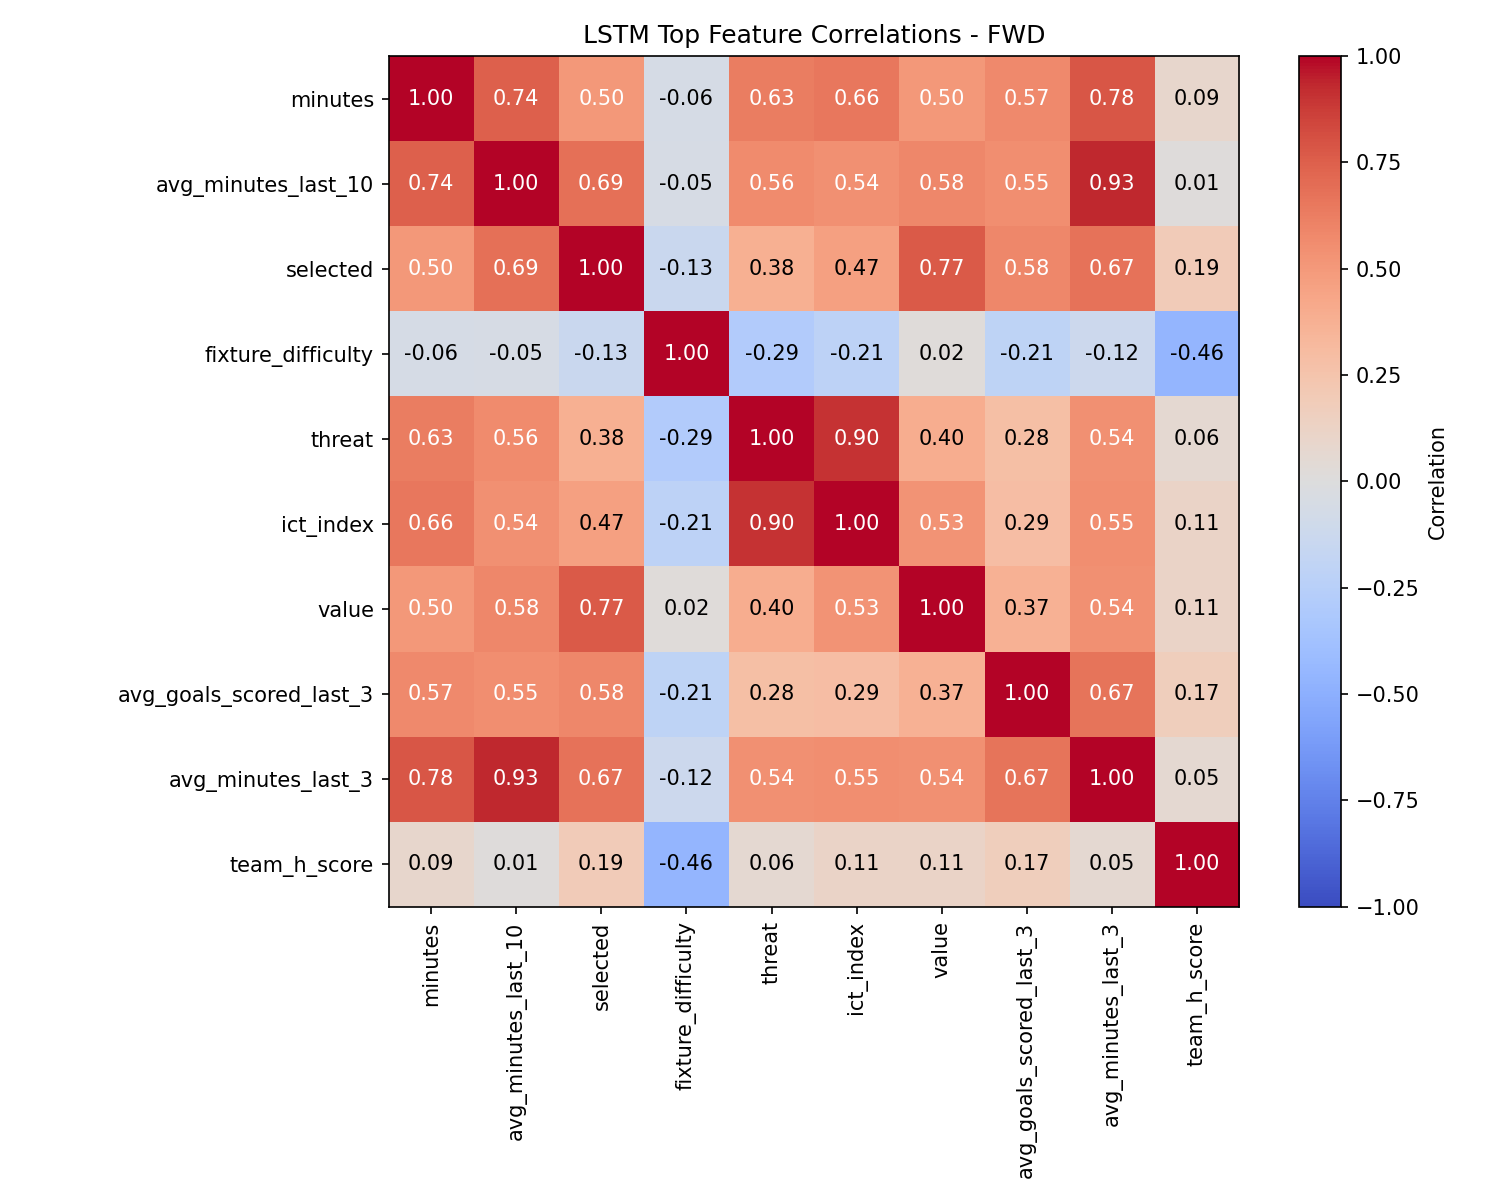 LSTM Top Feature Correlations - FWD
minutes 1.00 0.74 0.50 -0.06 0.63 0.66 0.50 0.57 0.78 0.09
avg_minutes_last_10 0.74 1.00 0.69 -0.05 0.56 0.54 0.58 0.55 0.93 0.01
selected 0.50 0.69 1.00 -0.13 0.38 0.47 0.77 0.58 0.67 0.19
fixture_difficulty -0.06 -0.05 -0.13 1.00 -0.29 -0.21 0.02 -0.21 -0.12 -0.46
threat 0.63 0.56 0.38 -0.29 1.00 0.90 0.40 0.28 0.54 0.06
ict_index 0.66 0.54 0.47 -0.21 0.90 1.00 0.53 0.29 0.55 0.11
value 0.50 0.58 0.77 0.02 0.40 0.53 1.00 0.37 0.54 0.11
avg_goals_scored_last_3 0.57 0.55 0.58 -0.21 0.28 0.29 0.37 1.00 0.67 0.17
avg_minutes_last_3 0.78 0.93 0.67 -0.12 0.54 0.55 0.54 0.67 1.00 0.05
team_h_score 0.09 0.01 0.19 -0.46 0.06 0.11 0.11 0.17 0.05 1.00
minutes
avg_minutes_last_10
selected
fixture_difficulty
threat
ict_index
value
avg_goals_scored_last_3
avg_minutes_last_3
team_h_score
1.00
0.75
0.50
0.25
0.00
−0.25
−0.50
−0.75
−1.00
Correlation